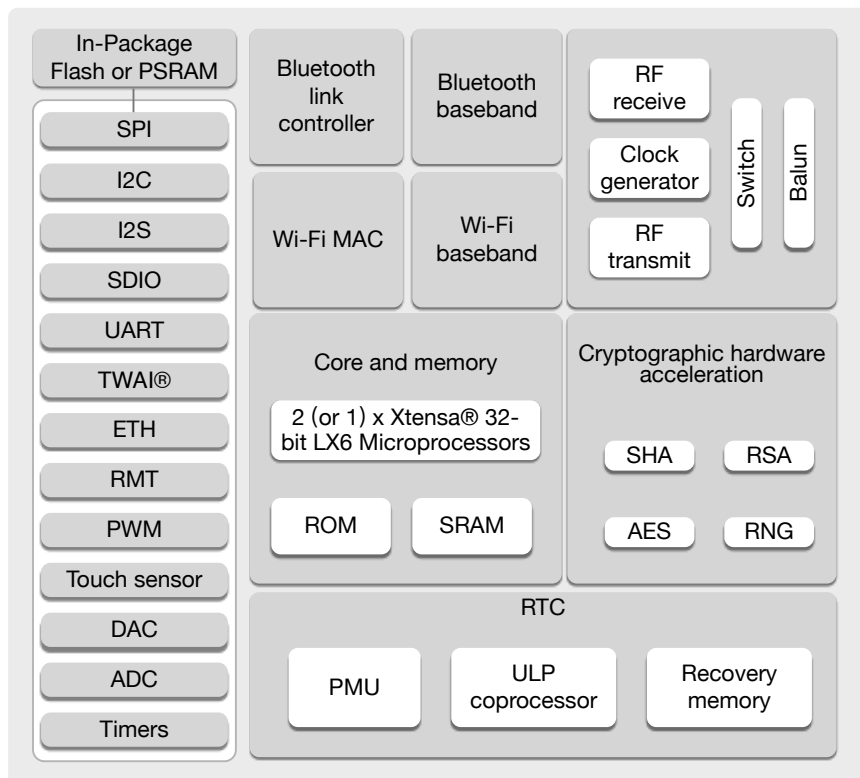 In-Package
Flash or PSRAM
SPI
I2C
I2S
SDIO
UART
TWAI®
ETH
RMT
PWM
Touch sensor
DAC
ADC
Timers
Bluetooth
link
controller
Bluetooth
baseband
Wi-Fi MAC
Wi-Fi
baseband
RF
receive
Clock
generator
RF
transmit
Switch
Balun
Core and memory
2 (or 1) x Xtensa® 32-
bit LX6 Microprocessors
ROM
SRAM
Cryptographic hardware
acceleration
SHA
RSA
AES
RNG
RTC
PMU
ULP
coprocessor
Recovery
memory